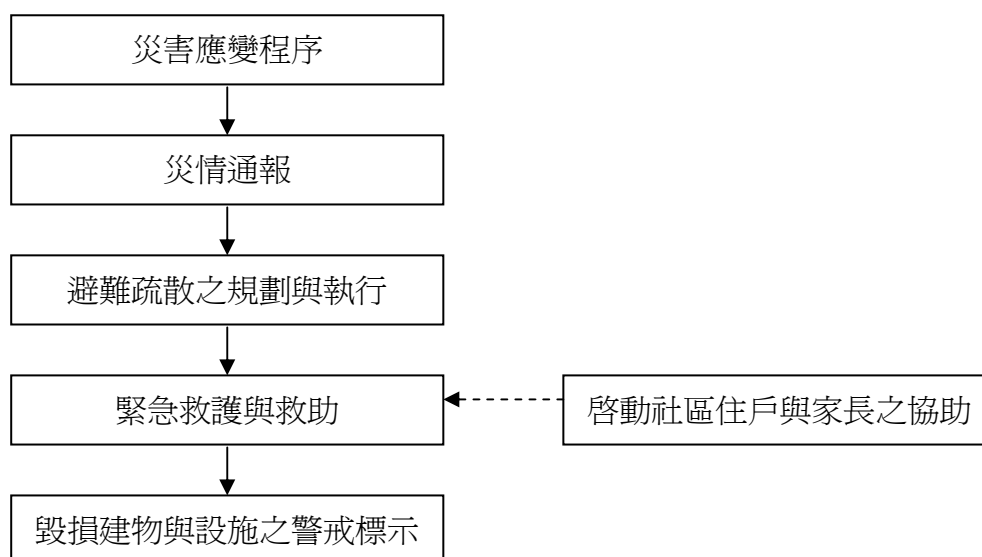 災害應變程序
災情通報
避難疏散之規劃與執行
緊急救護與救助
啓動社區住戶與家長之協助
毀損建物與設施之警戒標示